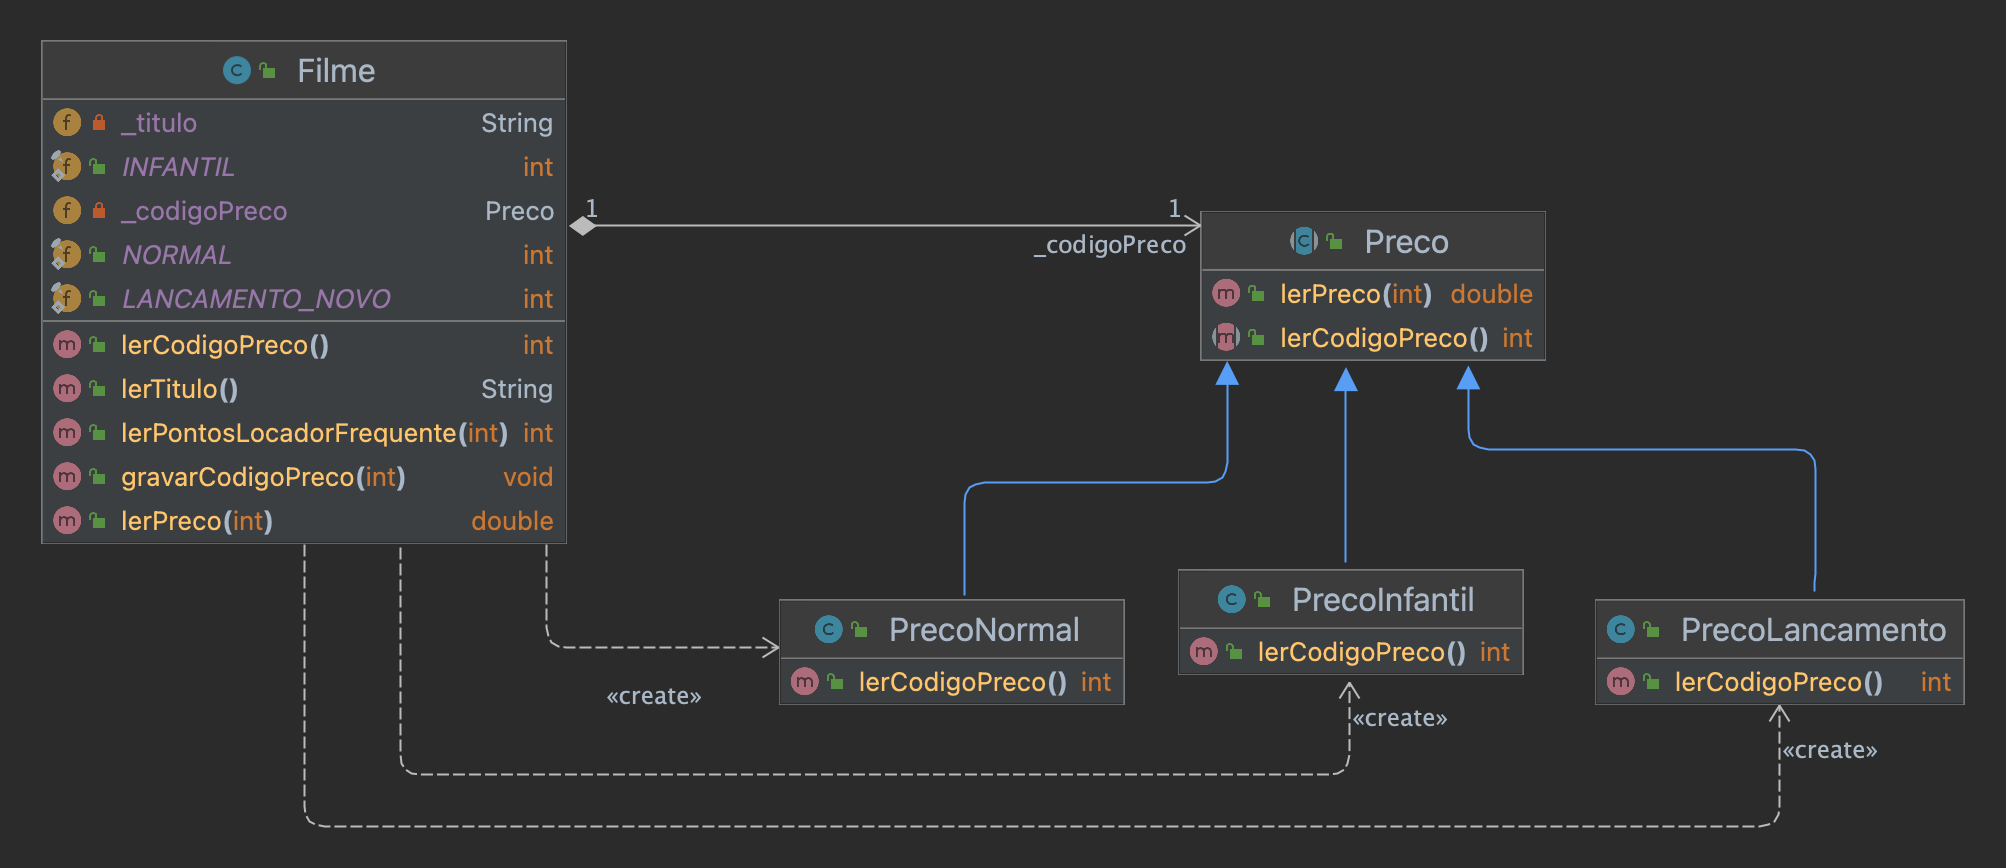 Filme
_titulo String
INFANTIL int
_codigoPreco Preco
NORMAL int
LANCAMENTO_NOVO int
lerCodigoPreco() int
lerTitulo() String
lerPontosLocadorFrequente(int) int
gravarCodigoPreco(int) void
lerPreco(int) double
1
1
_codigoPreco
Preco
lerPreco(int) double
lerCodigoPreco() int
PrecoNormal
lerCodigoPreco() int
PrecoInfantil
lerCodigoPreco() int
PrecoLancamento
lerCodigoPreco() int
«create»
«create»
«create»